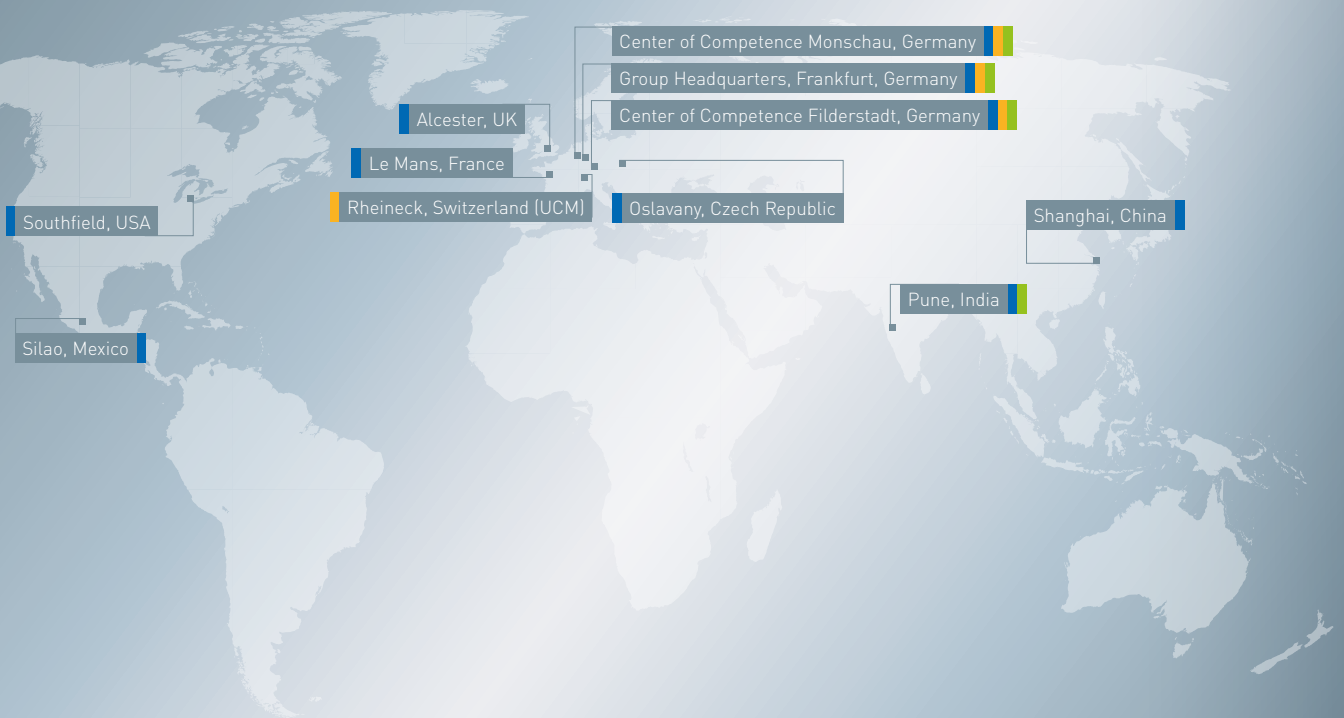 Center of Competence Monschau, Germany
Group Headquarters, Frankfurt, Germany
Center of Competence Filderstadt, Germany
Alcester, UK
Le Mans, France
Rheineck, Switzerland (UCM)
Oslavany, Czech Republic
Southfield, USA
Shanghai, China
Pune, India
Silao, Mexico